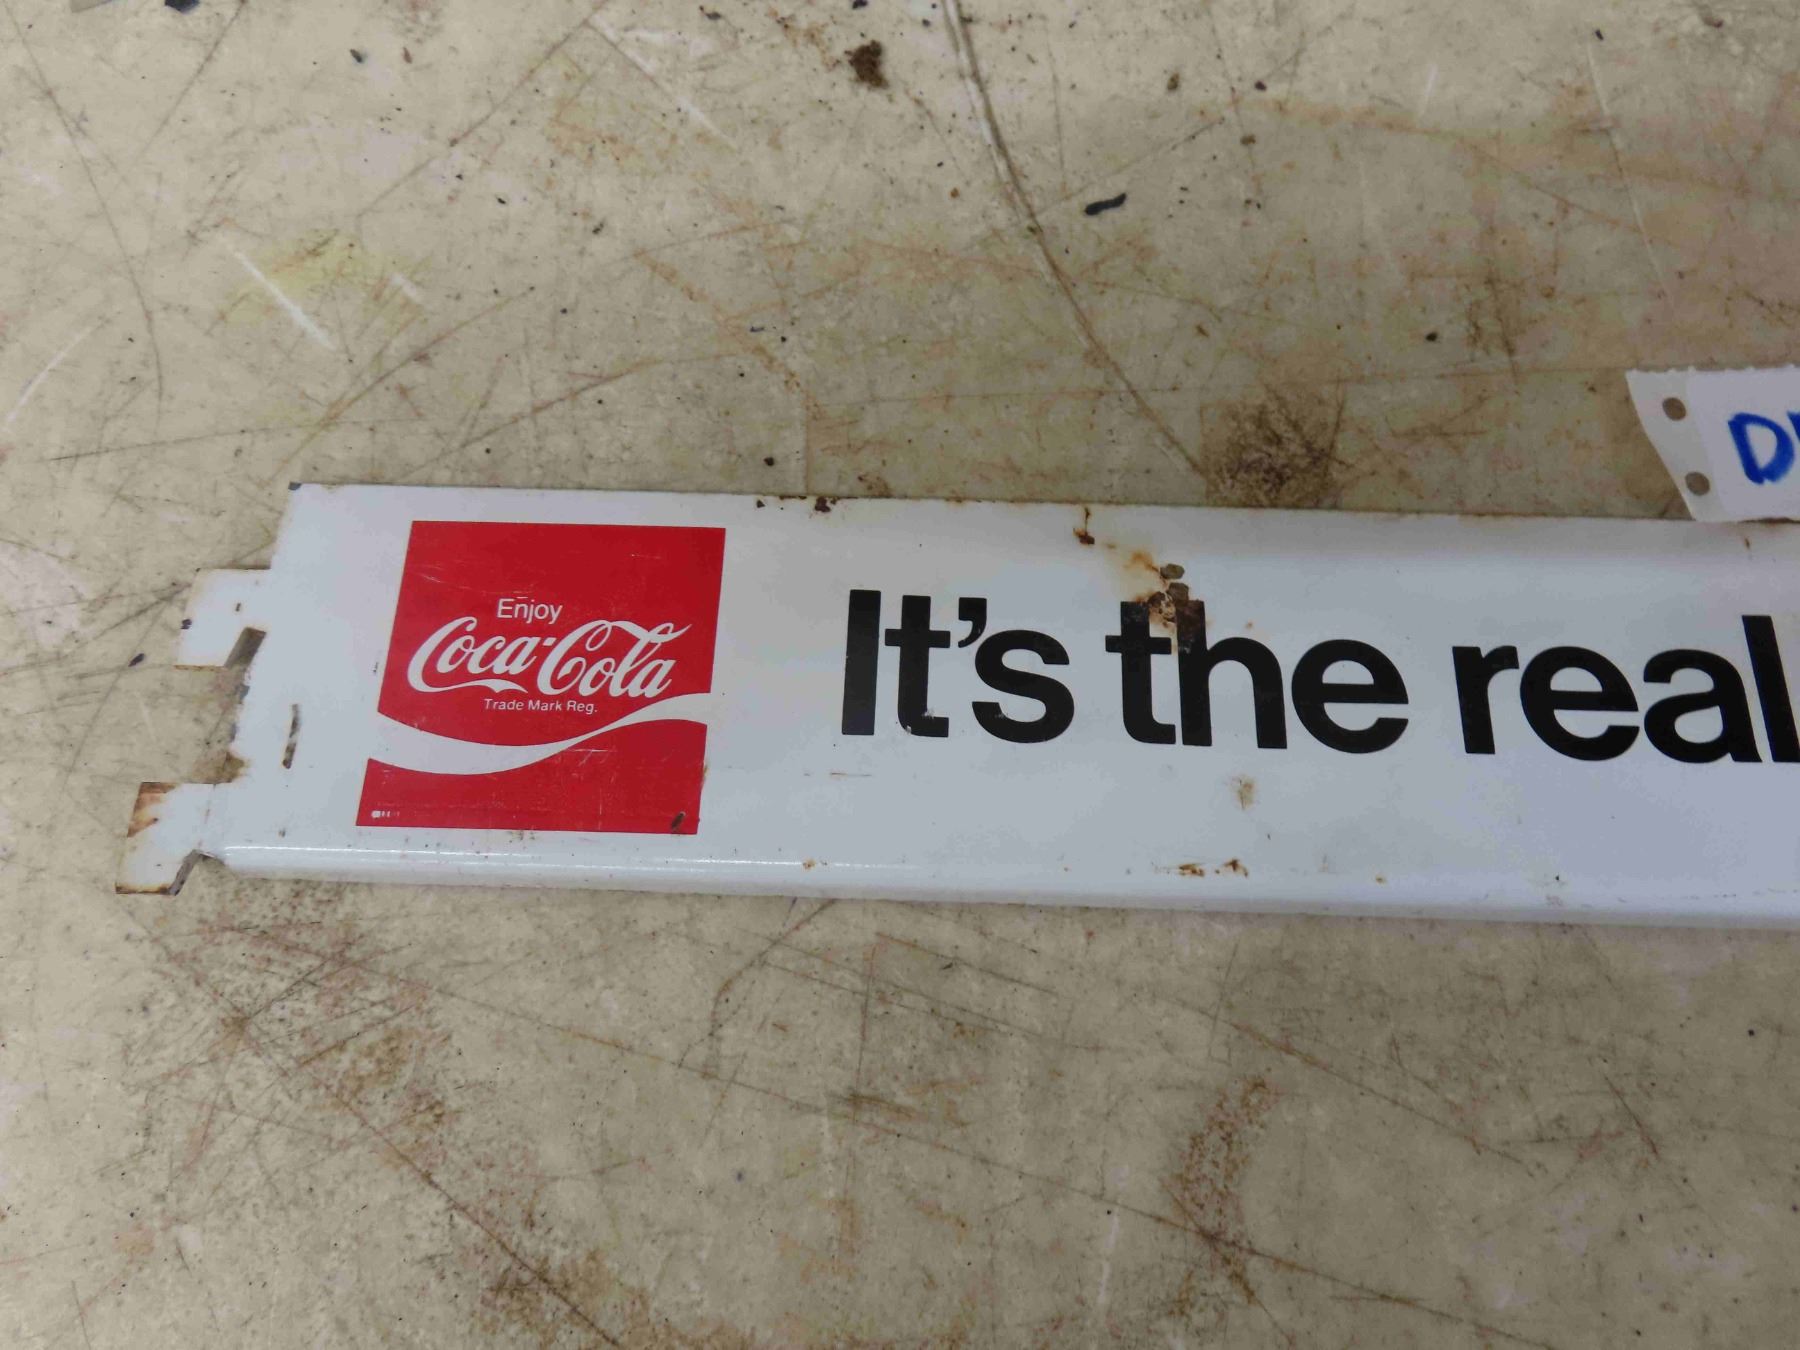 Enjoy
Coca-Cola
Trade Mark Reg.
It's the real